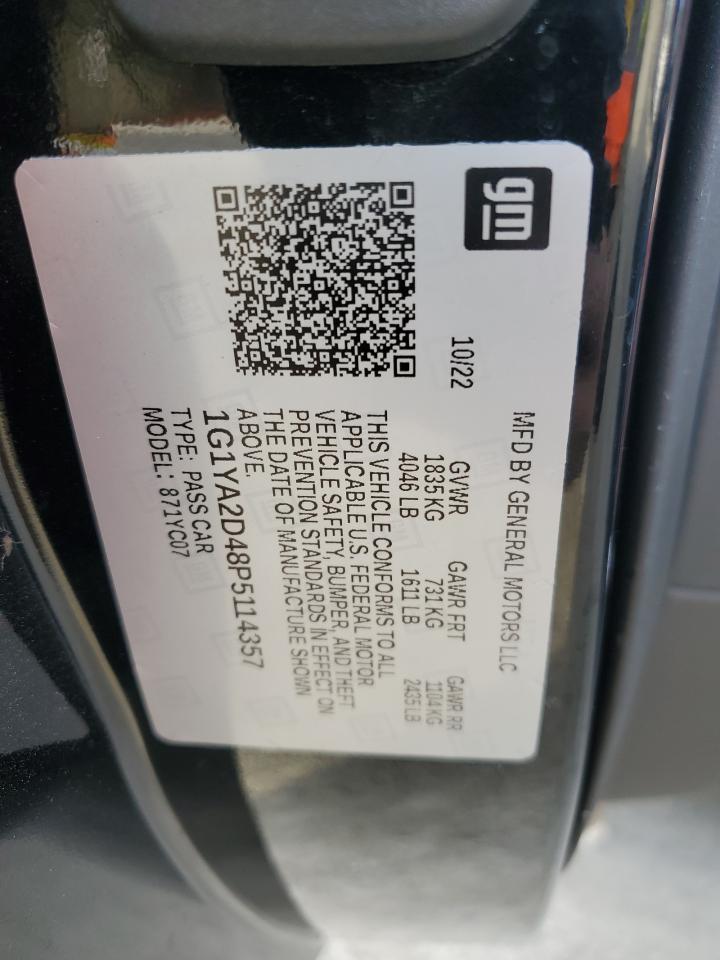 gm
MFD BY GENERAL MOTORS LLC
10/22
GVWR GAWR FRT GAWR RR
1835 KG 731 KG 1104 KG
4046 LB 1611 LB 2435 LB
THIS VEHICLE CONFORMS TO ALL
APPLICABLE U.S. FEDERAL MOTOR
VEHICLE SAFETY, BUMPER, AND THEFT
PREVENTION STANDARDS IN EFFECT ON
THE DATE OF MANUFACTURE SHOWN
ABOVE.
1G1YA2D48P5114357
TYPE: PASS CAR
MODEL: 871YC07